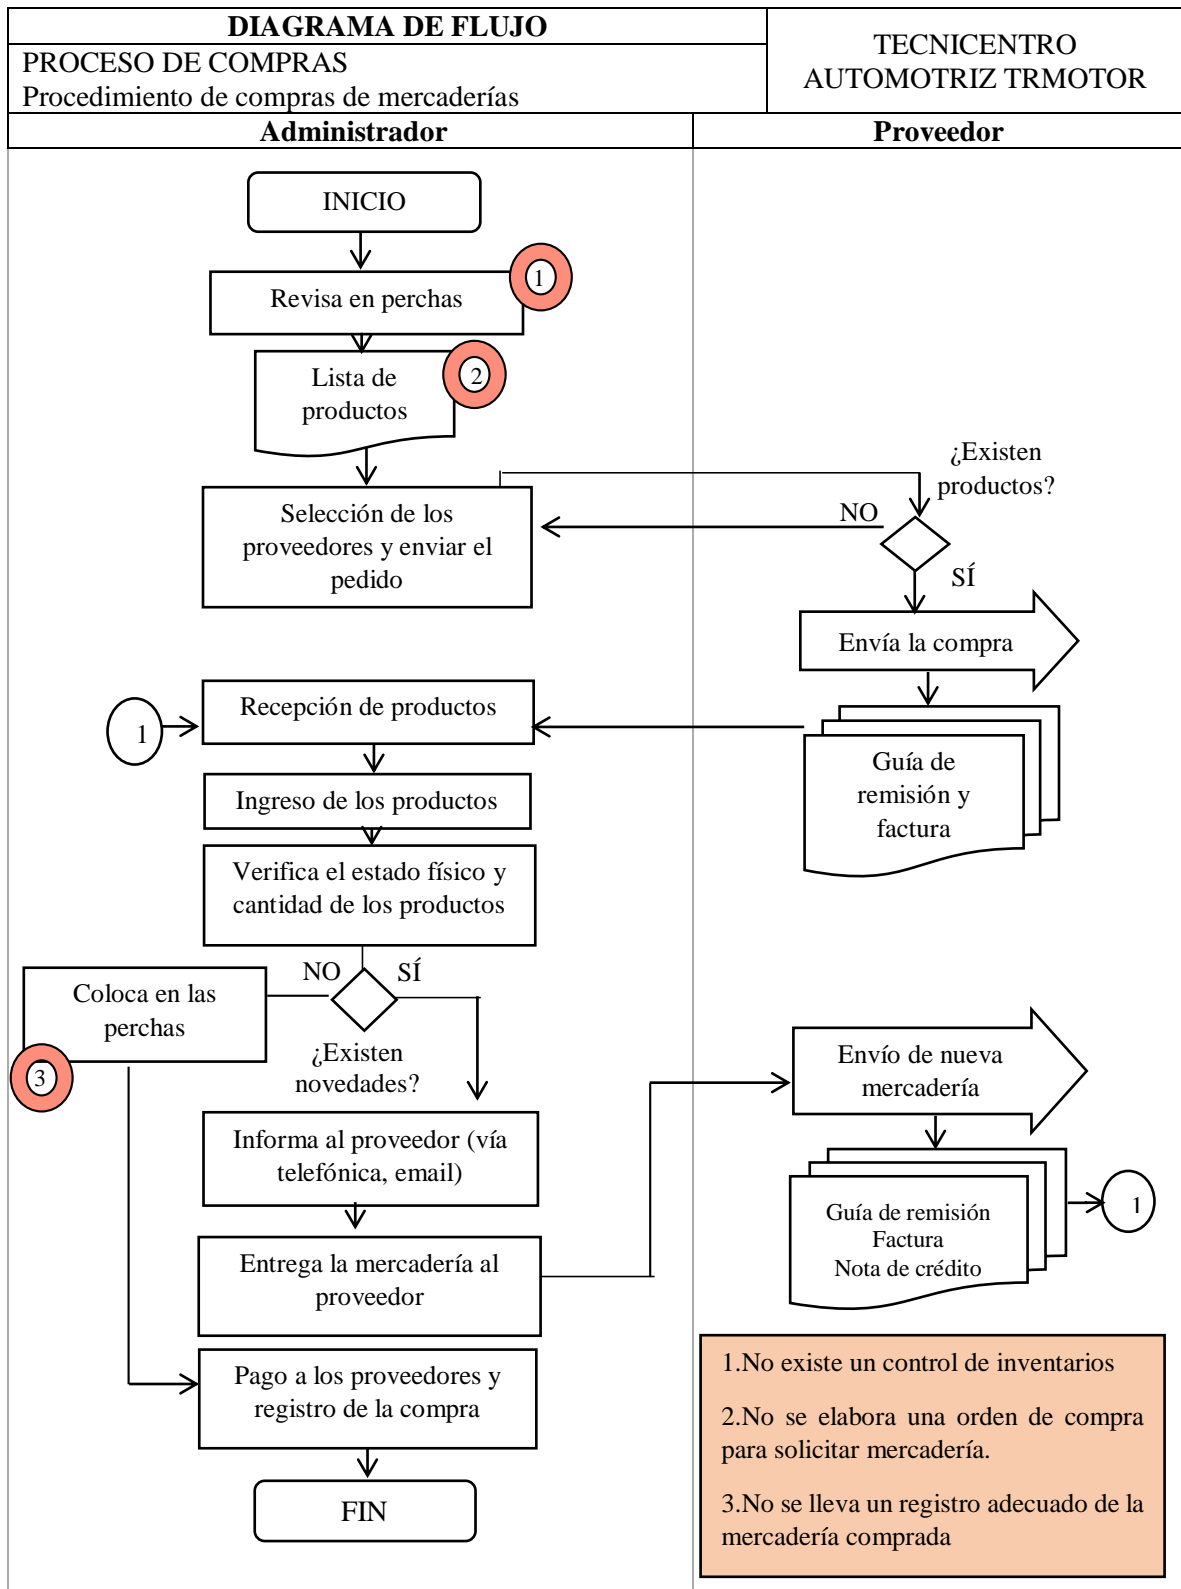 DIAGRAMA DE FLUJO
PROCESO DE COMPRAS
Procedimiento de compras de mercaderías
TECNICENTRO
AUTOMOTRIZ TRMOTOR
Administrador
Proveedor
INICIO
1
Revisa en perchas
2
Lista de
productos
¿Existen
productos?
NO
Selección de los
proveedores y enviar el
pedido
SÍ
Envía la compra
Recepción de productos
1
Guía de
remisión y
factura
Ingreso de los productos
Verifica el estado físico y
cantidad de los productos
NO
SÍ
Coloca en las
perchas
3
¿Existen
novedades?
Envío de nueva
mercadería
Informa al proveedor (vía
telefónica, email)
Guía de remisión
Factura
Nota de crédito
1
Entrega la mercadería al
proveedor
Pago a los proveedores y
registro de la compra
FIN
1.No existe un control de inventarios
2.No se elabora una orden de compra
para solicitar mercadería.
3.No se lleva un registro adecuado de la
mercadería comprada